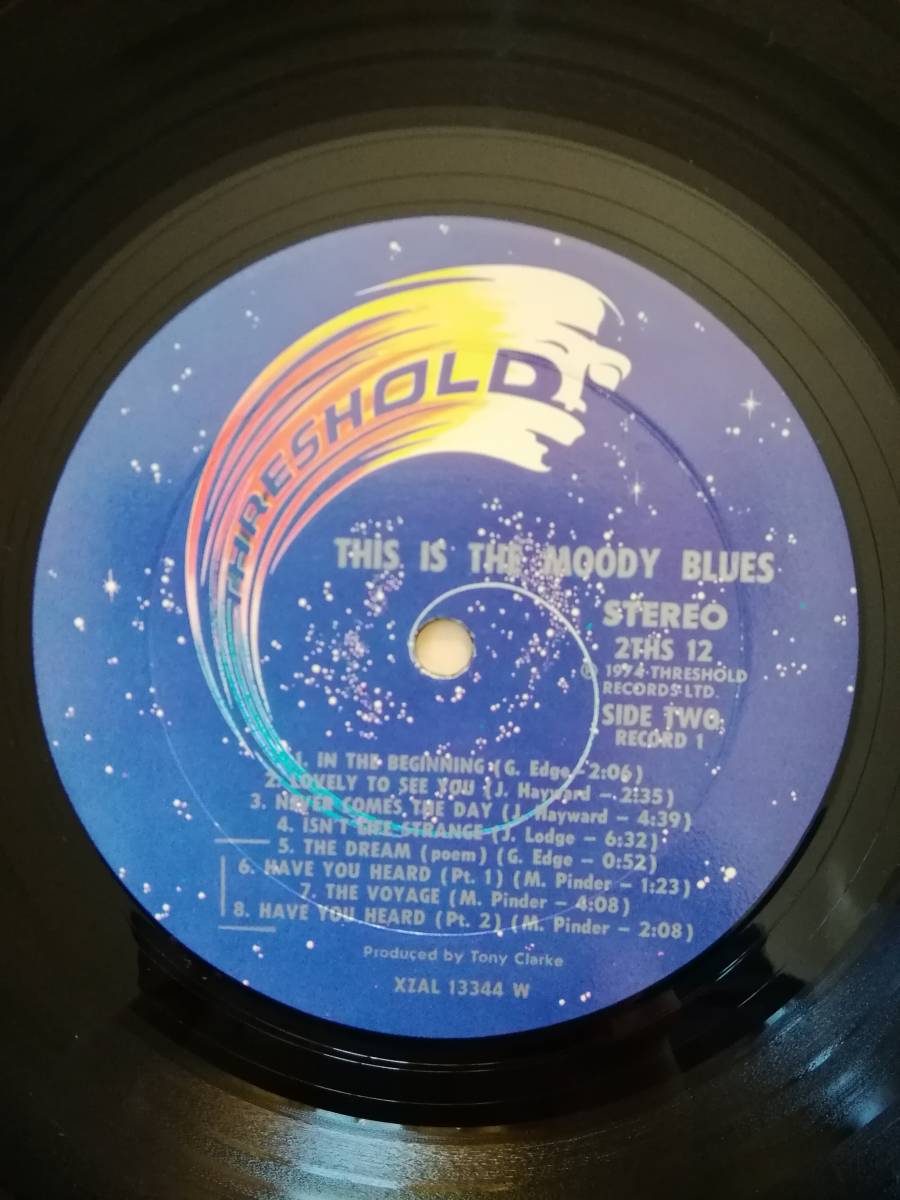 THRESHOLD
THIS IS THE MOODY BLUES
STEREO
2THS 12
℗ 1974 THRESHOLD
RECORDS LTD.
SIDE TWO
RECORD 1
1. IN THE BEGINNING (G. Edge – 2:06)
2. LOVELY TO SEE YOU (J. Hayward – 2:35)
3. NEVER COMES THE DAY (J. Hayward – 4:39)
4. ISN'T LIFE STRANGE (J. Lodge – 6:32)
5. THE DREAM (poem) (G. Edge – 0:52)
6. HAVE YOU HEARD (Pt. 1) (M. Pinder – 1:23)
7. THE VOYAGE (M. Pinder – 4:08)
8. HAVE YOU HEARD (Pt. 2) (M. Pinder – 2:08)
Produced by Tony Clarke
XZAL 13344 W